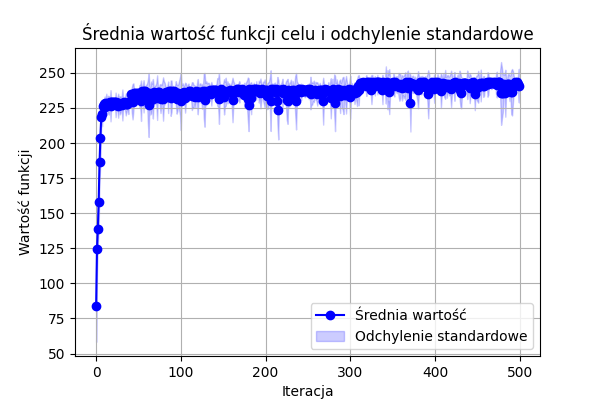 Średnia wartość funkcji celu i odchylenie standardowe
Wartość funkcji
250
225
200
175
150
125
100
75
50
0 100 200 300 400 500
Iteracja
Średnia wartość
Odchylenie standardowe